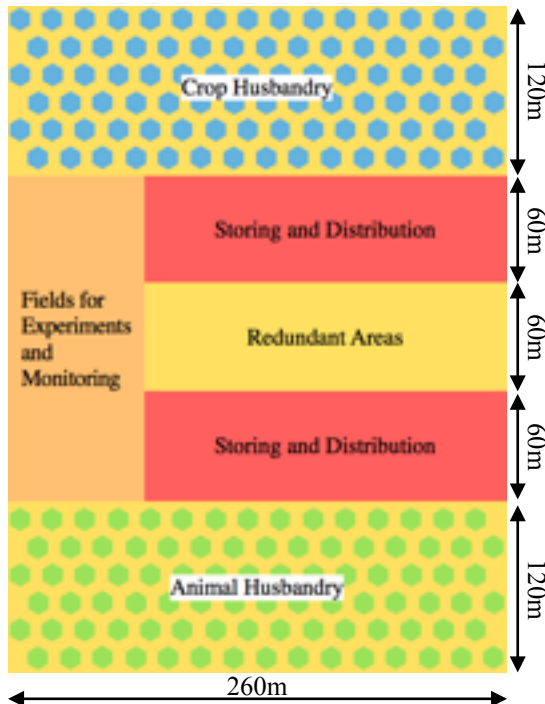 Crop Husbandry
120m
Storing and Distribution
60m
Fields for
Experiments
and
Monitoring
Redundant Areas
60m
Storing and Distribution
60m
Animal Husbandry
120m
260m